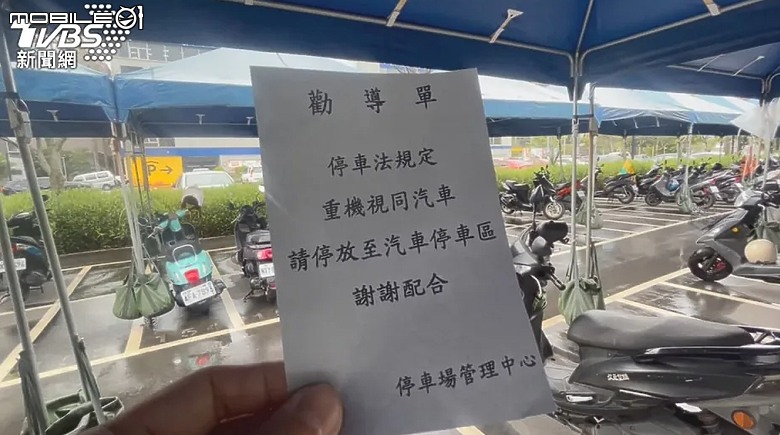 MOBILE01
TVBS
新聞網
勸導單
停車法規定
重機視同汽車
請停放至汽車停車區
謝謝配合
停車場管理中心
P→